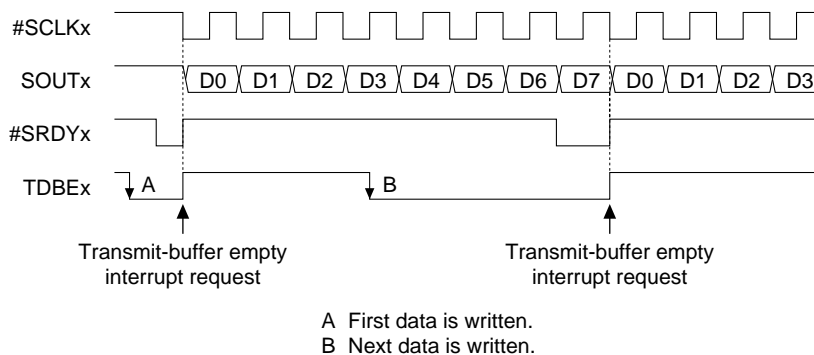 #SCLKx
SOUTx D0 D1 D2 D3 D4 D5 D6 D7 D0 D1 D2 D3
#SRDYx
TDBEx A B
Transmit-buffer empty Transmit-buffer empty
interrupt request interrupt request
A First data is written.
B Next data is written.